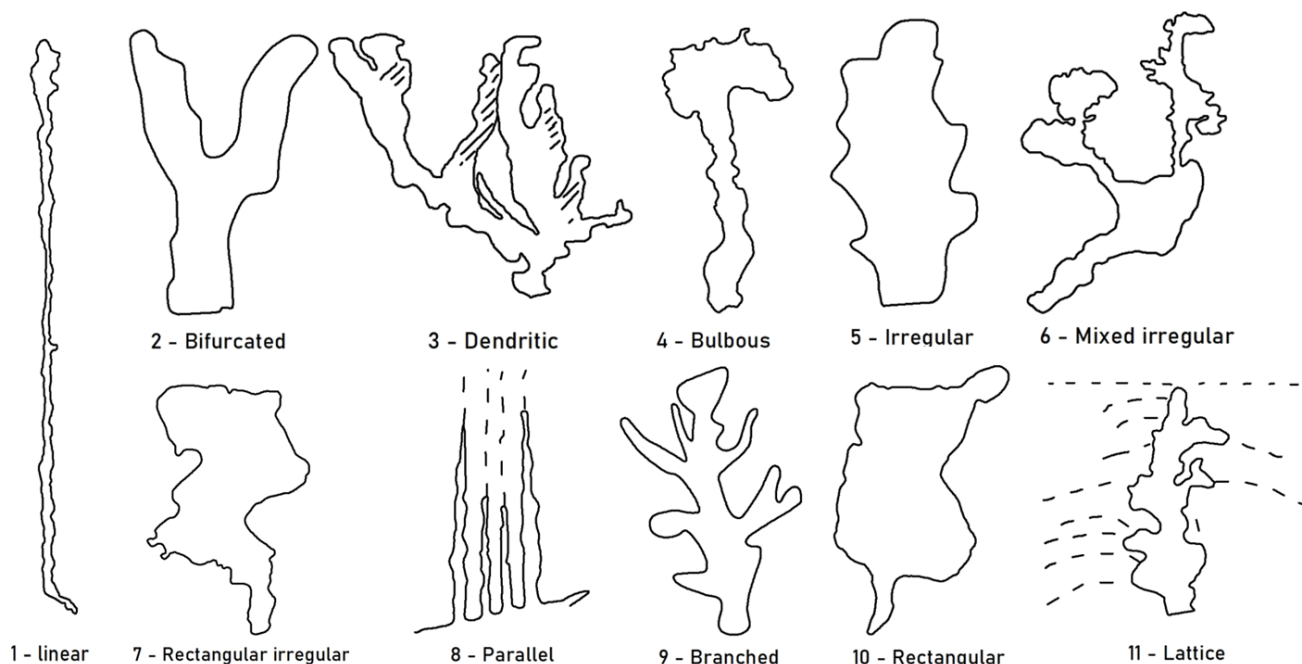 2 - Bifurcated
3 - Dendritic
4 - Bulbous
5 - Irregular
6 - Mixed irregular
1 - linear
7 - Rectangular irregular
8 - Parallel
9 - Branched
10 - Rectangular
11 - Lattice